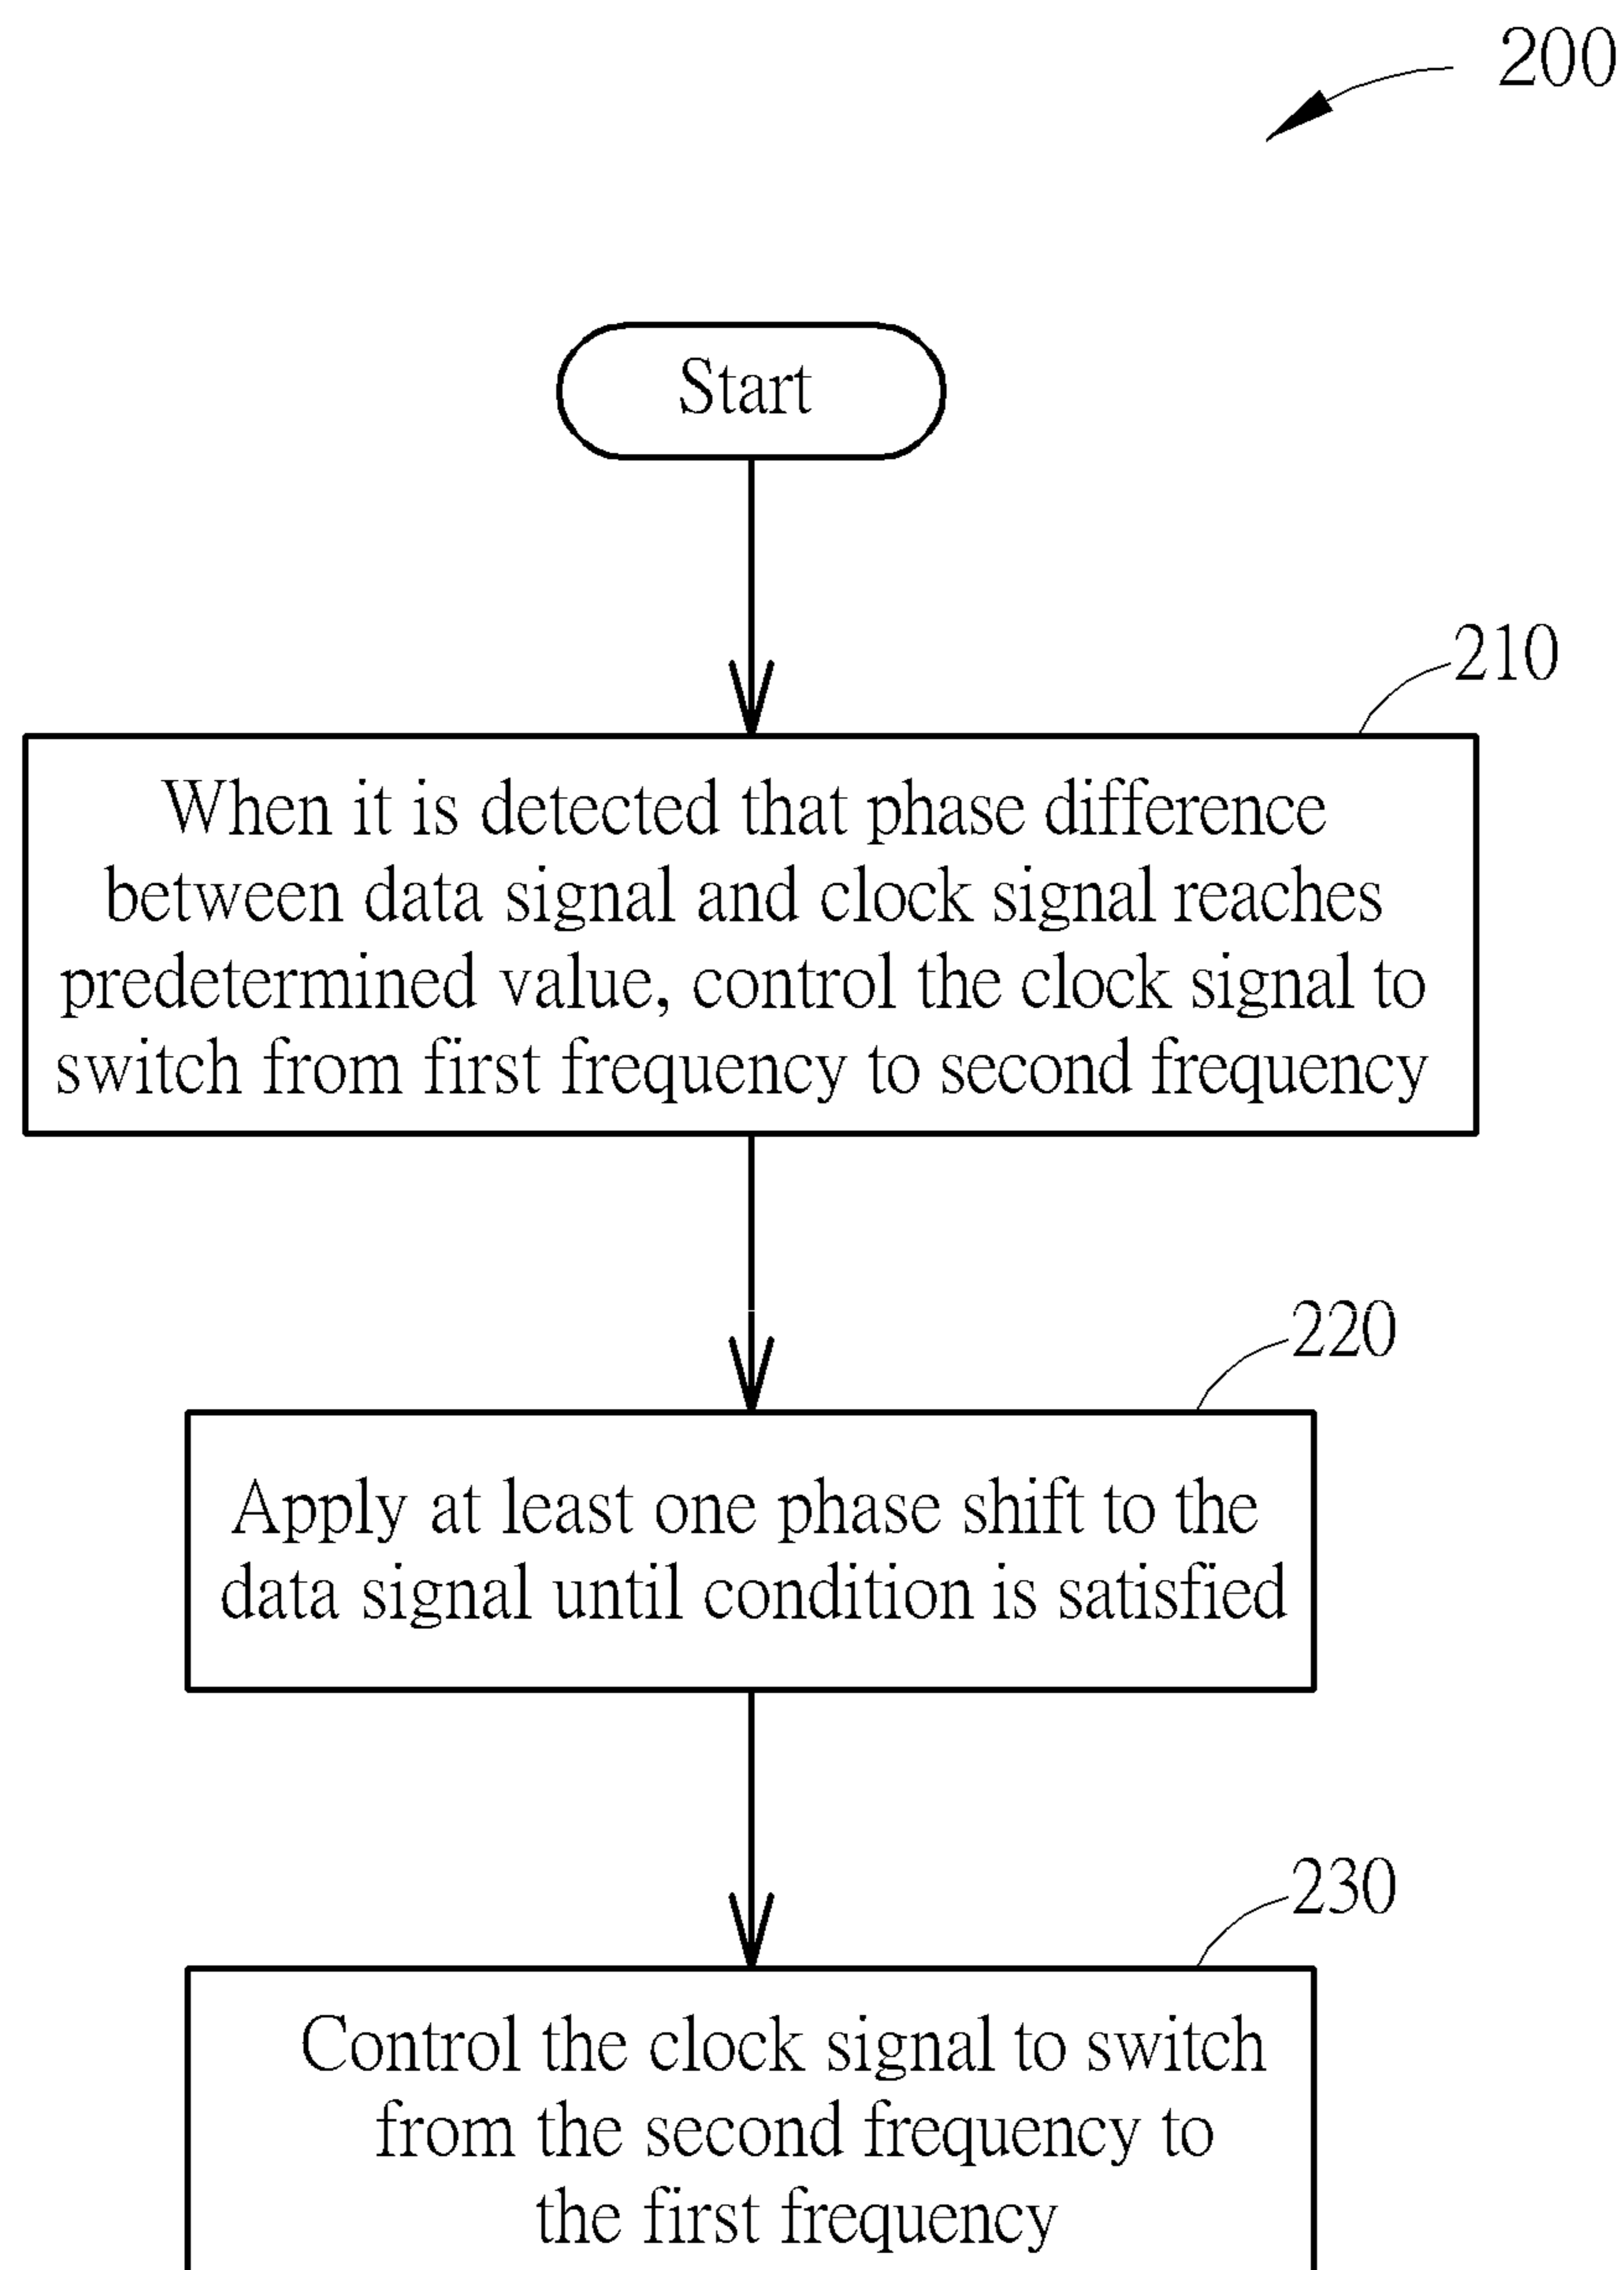 200
Start
210
When it is detected that phase difference
between data signal and clock signal reaches
predetermined value, control the clock signal to
switch from first frequency to second frequency
220
Apply at least one phase shift to the
data signal until condition is satisfied
230
Control the clock signal to switch
from the second frequency to
the first frequency